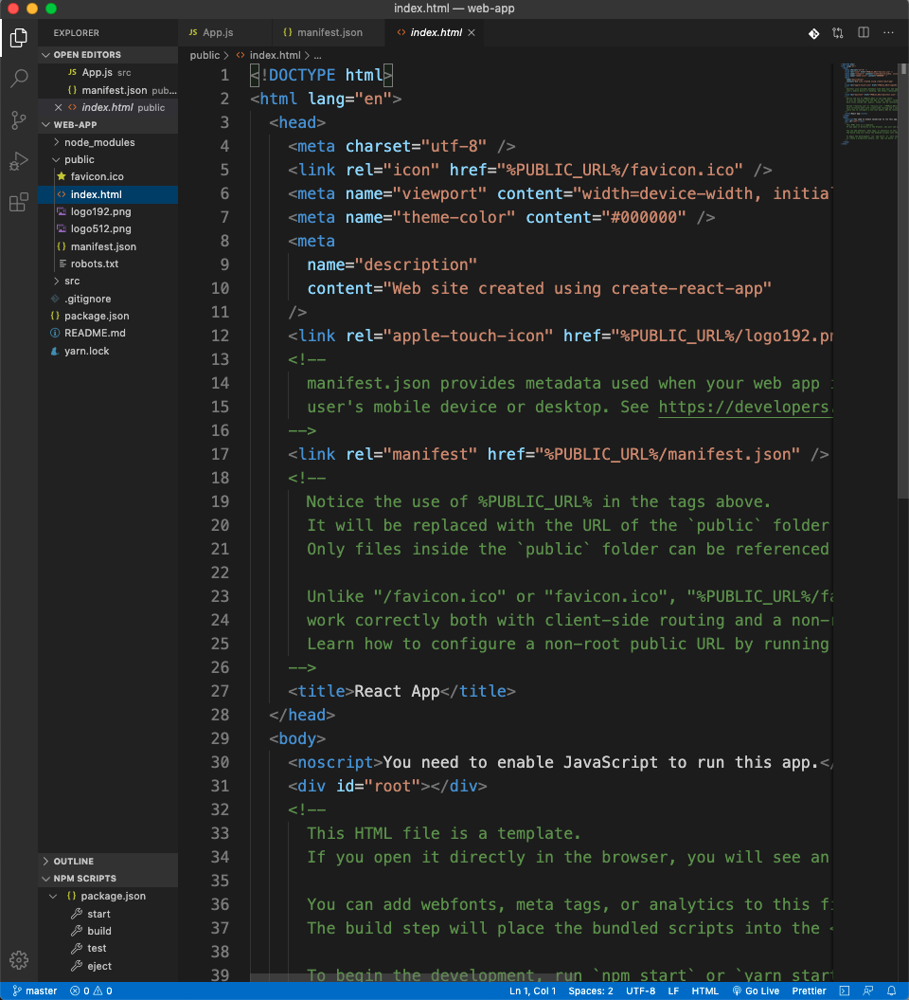 index.html — web-app
EXPLORER
OPEN EDITORS
JS App.js src
{} manifest.json pub...
<> index.html public
WEB-APP
node_modules
public
favicon.ico
<> index.html
logo192.png
logo512.png
{} manifest.json
robots.txt
src
.gitignore
{} package.json
README.md
yarn.lock
OUTLINE
NPM SCRIPTS
{} package.json
start
build
test
eject
JS App.js
{} manifest.json
<> index.html
public > <> index.html > ...
1 <!DOCTYPE html>
2 <html lang="en">
3 <head>
4 <meta charset="utf-8" />
5 <link rel="icon" href="%PUBLIC_URL%/favicon.ico" />
6 <meta name="viewport" content="width=device-width, initia
7 <meta name="theme-color" content="#000000" />
8 <meta
9 name="description"
10 content="Web site created using create-react-app"
11 />
12 <link rel="apple-touch-icon" href="%PUBLIC_URL%/logo192.p
13 <!--
14 manifest.json provides metadata used when your web app
15 user's mobile device or desktop. See https://developers.
16 -->
17 <link rel="manifest" href="%PUBLIC_URL%/manifest.json" />
18 <!--
19 Notice the use of %PUBLIC_URL% in the tags above.
20 It will be replaced with the URL of the `public` folder
21 Only files inside the `public` folder can be referenced
22
23 Unlike "/favicon.ico" or "favicon.ico", "%PUBLIC_URL%/fa
24 work correctly both with client-side routing and a non-
25 Learn how to configure a non-root public URL by running
26 -->
27 <title>React App</title>
28 </head>
29 <body>
30 <noscript>You need to enable JavaScript to run this app.</
31 <div id="root"></div>
32 <!--
33 This HTML file is a template.
34 If you open it directly in the browser, you will see an
35
36 You can add webfonts, meta tags, or analytics to this f
37 The build step will place the bundled scripts into the <
38
39 To begin the development, run `npm start` or `yarn start
master
0 0
Ln 1, Col 1
Spaces: 2
UTF-8
LF
HTML
Go Live
Prettier